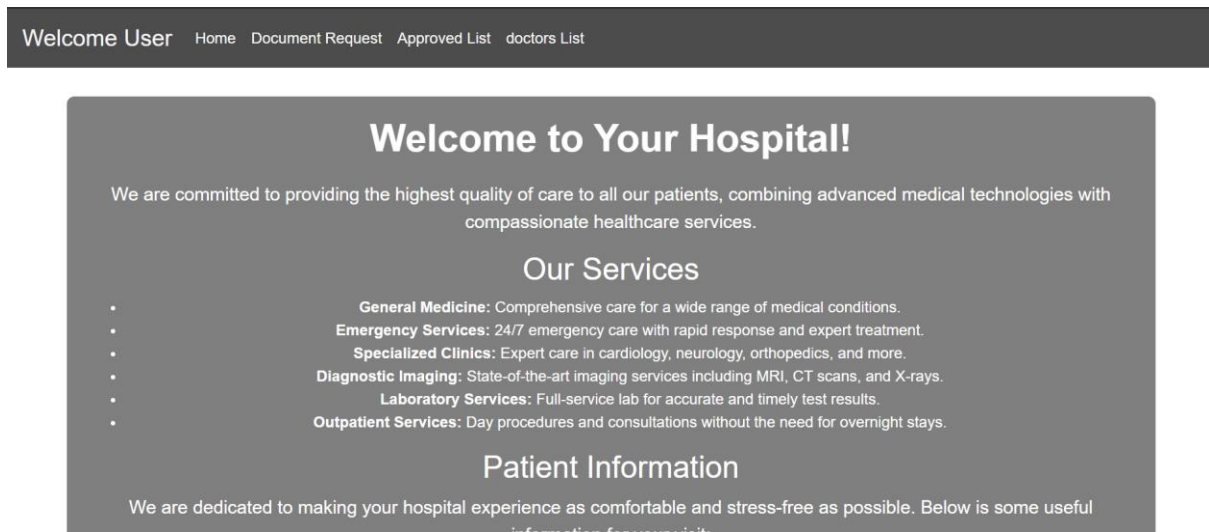 Welcome User Home Document Request Approved List doctors List
Welcome to Your Hospital!
We are committed to providing the highest quality of care to all our patients, combining advanced medical technologies with
compassionate healthcare services.
Our Services
• General Medicine: Comprehensive care for a wide range of medical conditions.
• Emergency Services: 24/7 emergency care with rapid response and expert treatment.
• Specialized Clinics: Expert care in cardiology, neurology, orthopedics, and more.
• Diagnostic Imaging: State-of-the-art imaging services including MRI, CT scans, and X-rays.
• Laboratory Services: Full-service lab for accurate and timely test results.
• Outpatient Services: Day procedures and consultations without the need for overnight stays.
Patient Information
We are dedicated to making your hospital experience as comfortable and stress-free as possible. Below is some useful
information for your visit: